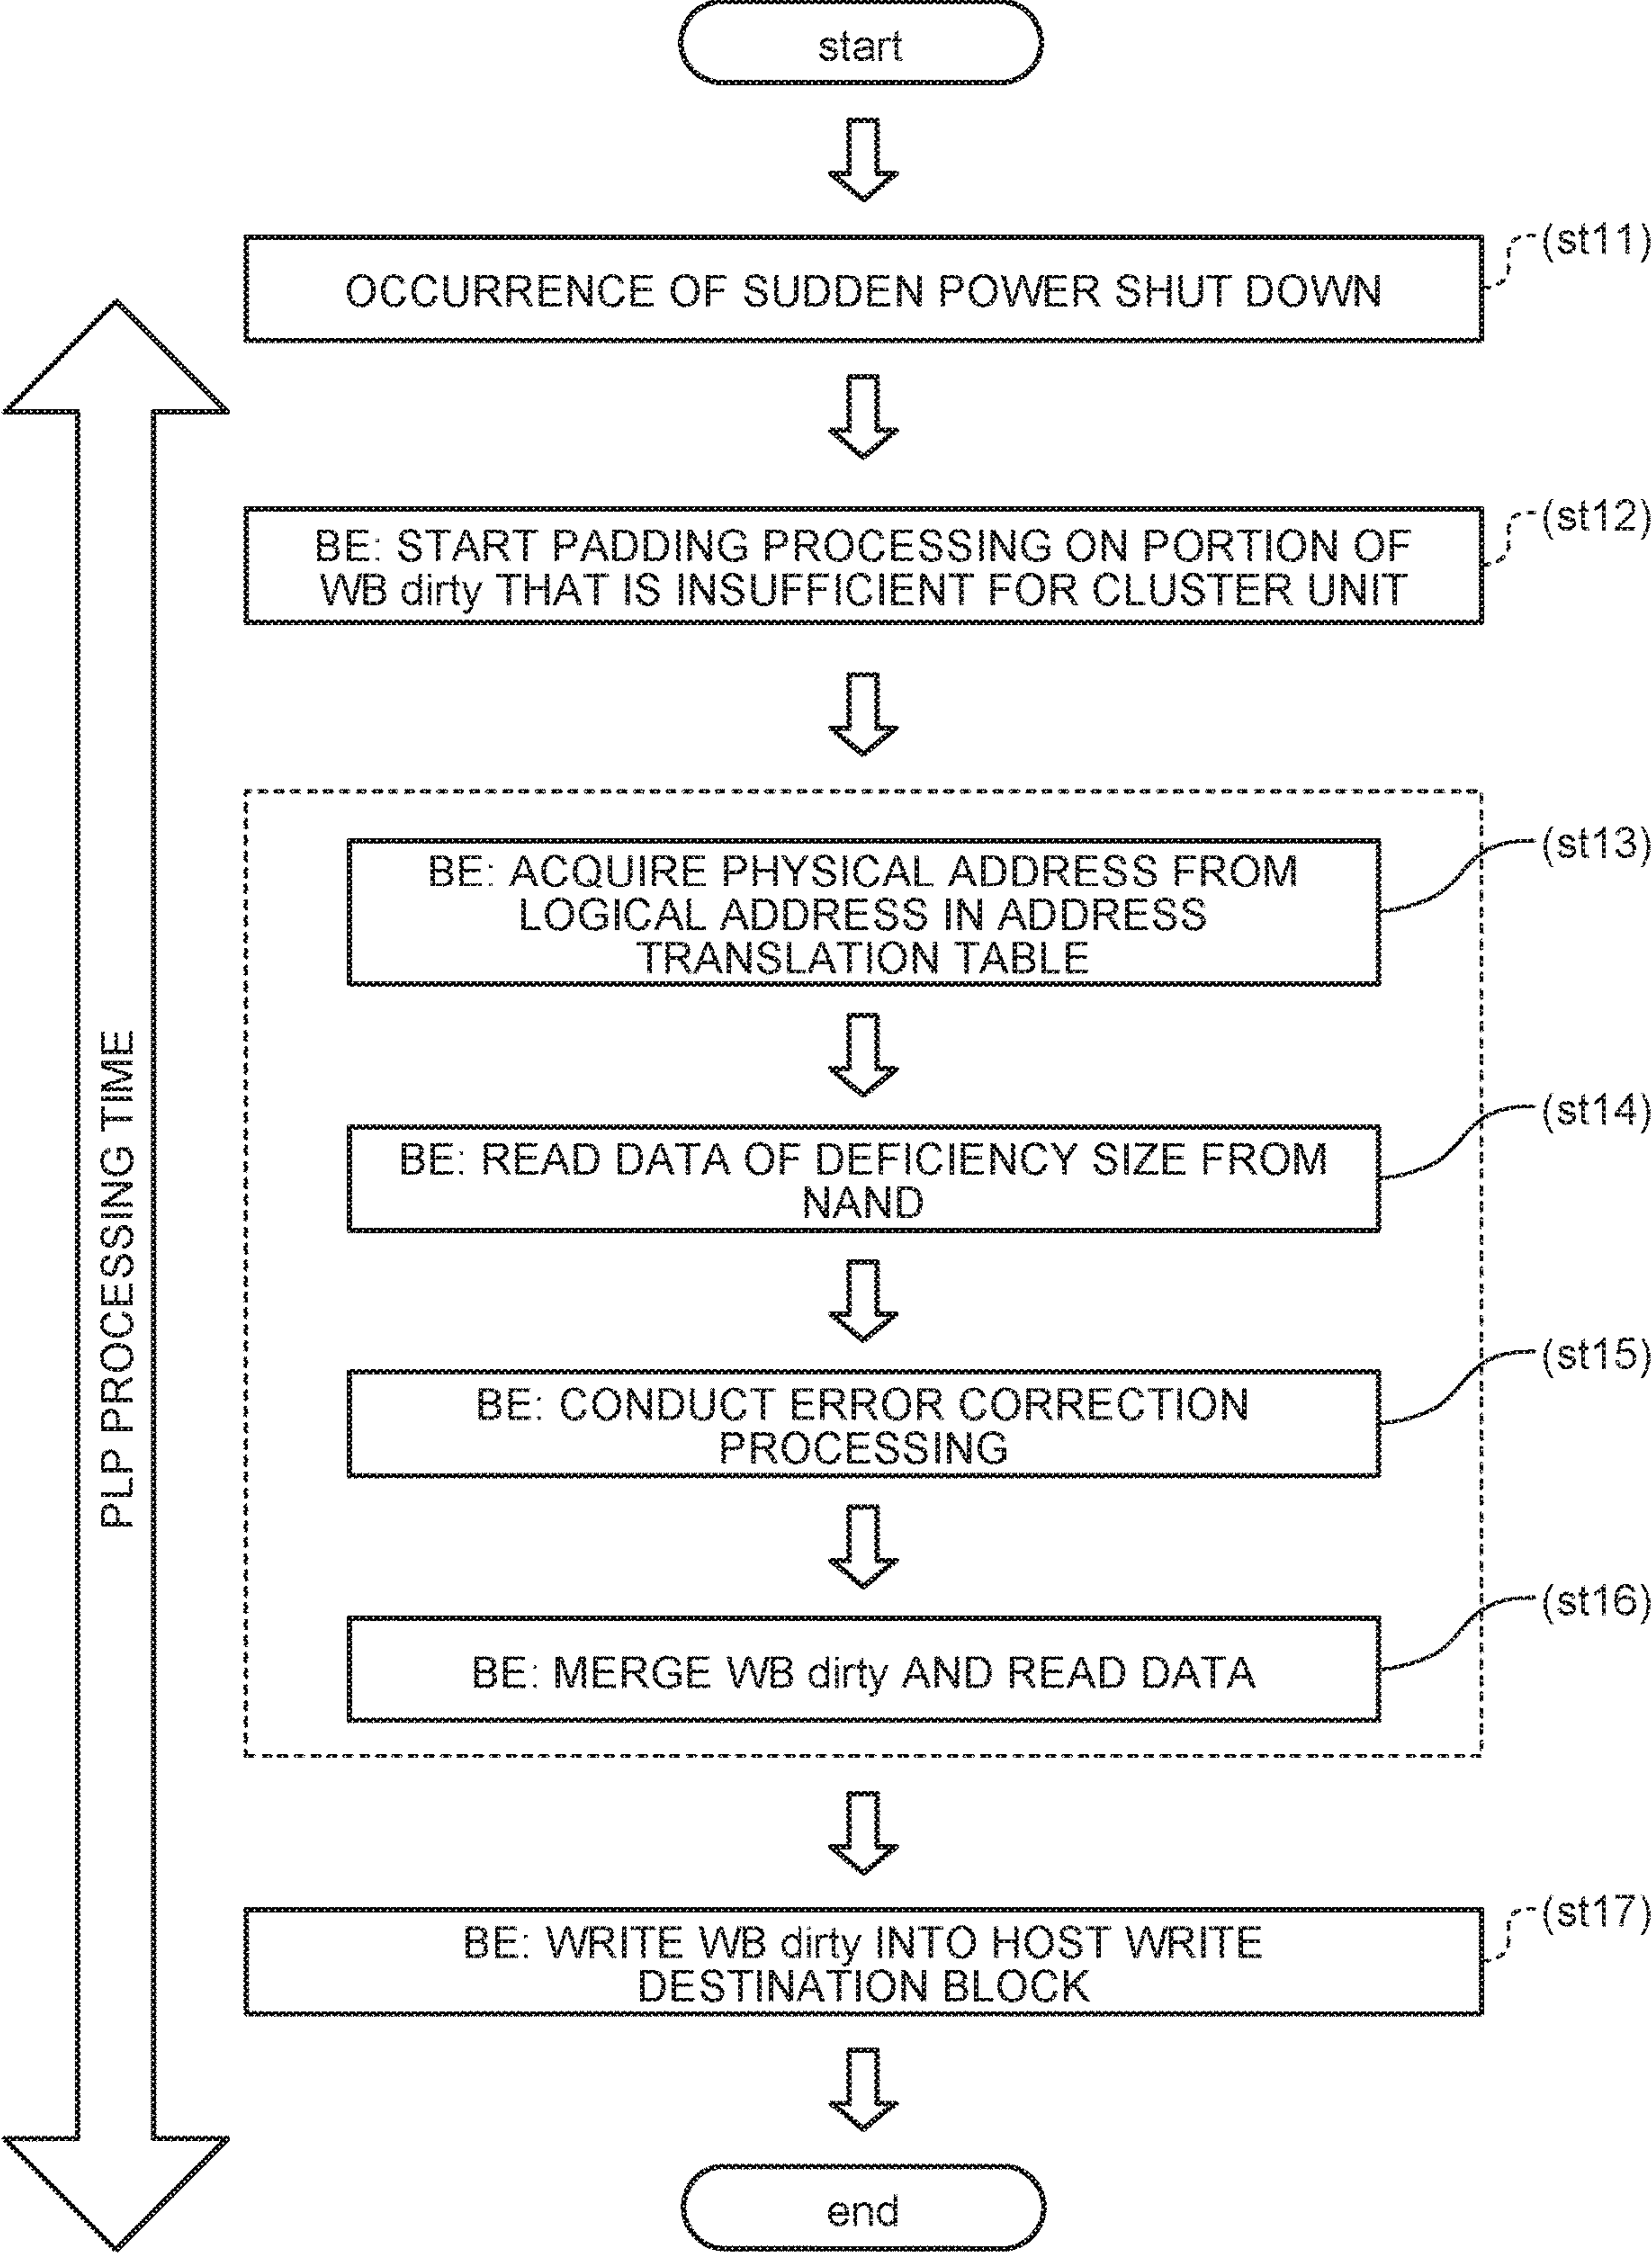 start
OCCURRENCE OF SUDDEN POWER SHUT DOWN
(st11)
BE: START PADDING PROCESSING ON PORTION OF
WB dirty THAT IS INSUFFICIENT FOR CLUSTER UNIT
(st12)
BE: ACQUIRE PHYSICAL ADDRESS FROM
LOGICAL ADDRESS IN ADDRESS
TRANSLATION TABLE
(st13)
BE: READ DATA OF DEFICIENCY SIZE FROM
NAND
(st14)
BE: CONDUCT ERROR CORRECTION
PROCESSING
(st15)
BE: MERGE WB dirty AND READ DATA
(st16)
BE: WRITE WB dirty INTO HOST WRITE
DESTINATION BLOCK
(st17)
end
PLP PROCESSING TIME